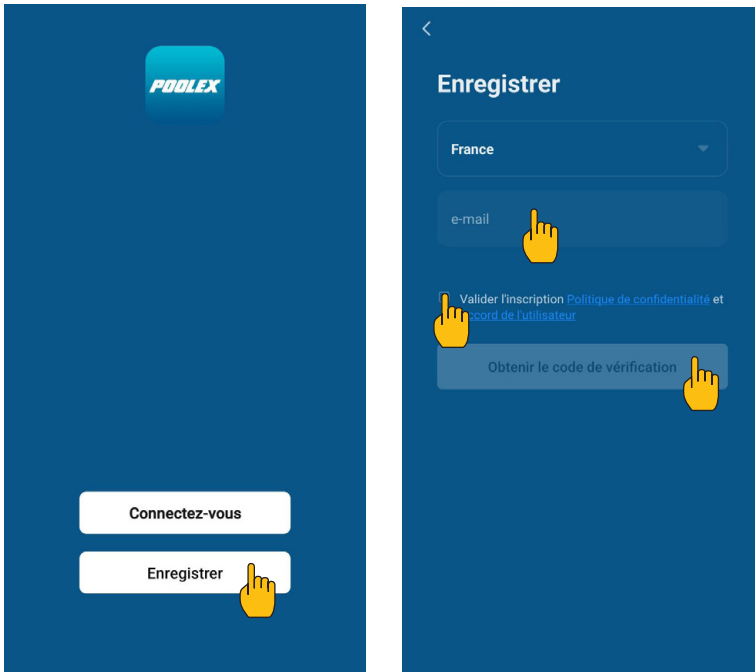 POOLEX
Connectez-vous
Enregistrer
Enregistrer
France
e-mail
Valider l'inscription Politique de confidentialité et
ccord de l'utilisateur
Obtenir le code de vérification